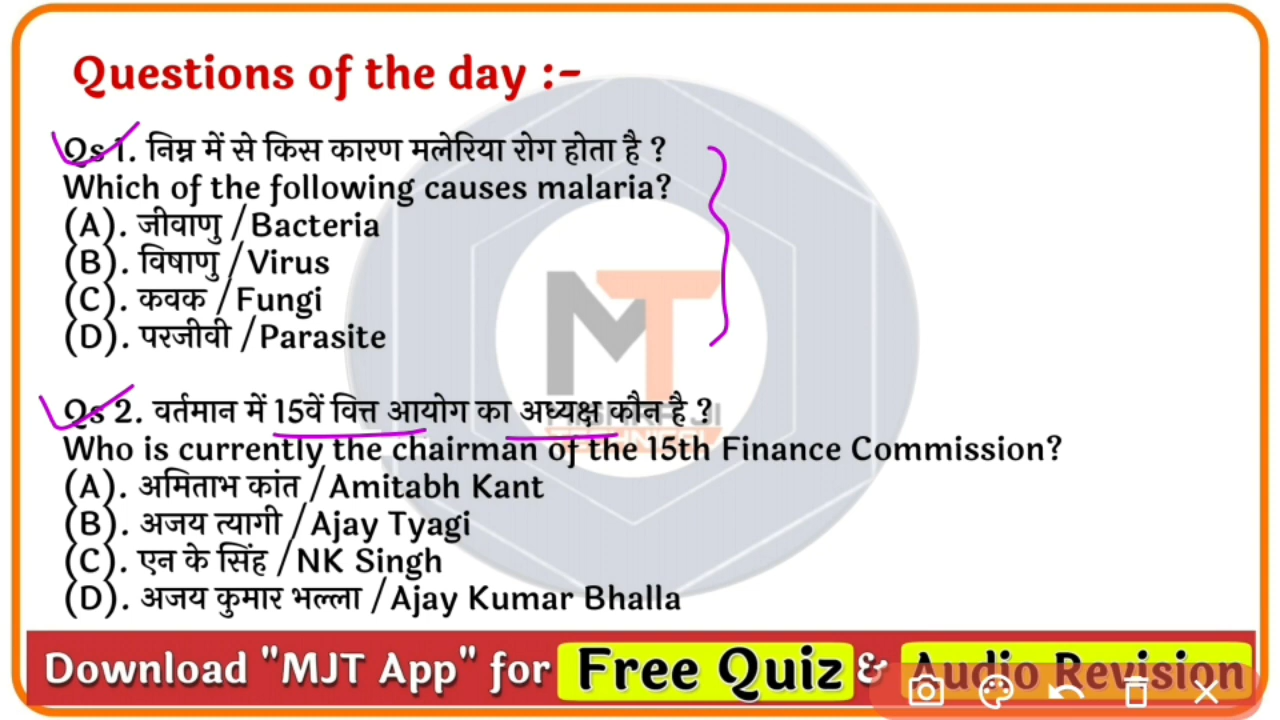 Questions of the day :-
Qs 1. निम्न में से किस कारण मलेरिया रोग होता है ?
Which of the following causes malaria?
(A). जीवाणु / Bacteria
(B). विषाणु / Virus
(C). कवक / Fungi
(D). परजीवी / Parasite
MT
Qs 2. वर्तमान में 15वें वित्त आयोग का अध्यक्ष कौन है ?
Who is currently the chairman of the 15th Finance Commission?
(A). अमिताभ कांत / Amitabh Kant
(B). अजय त्यागी / Ajay Tyagi
(C). एन के सिंह / NK Singh
(D). अजय कुमार भल्ला / Ajay Kumar Bhalla
Download "MJT App" for Free Quiz & Audio Revision